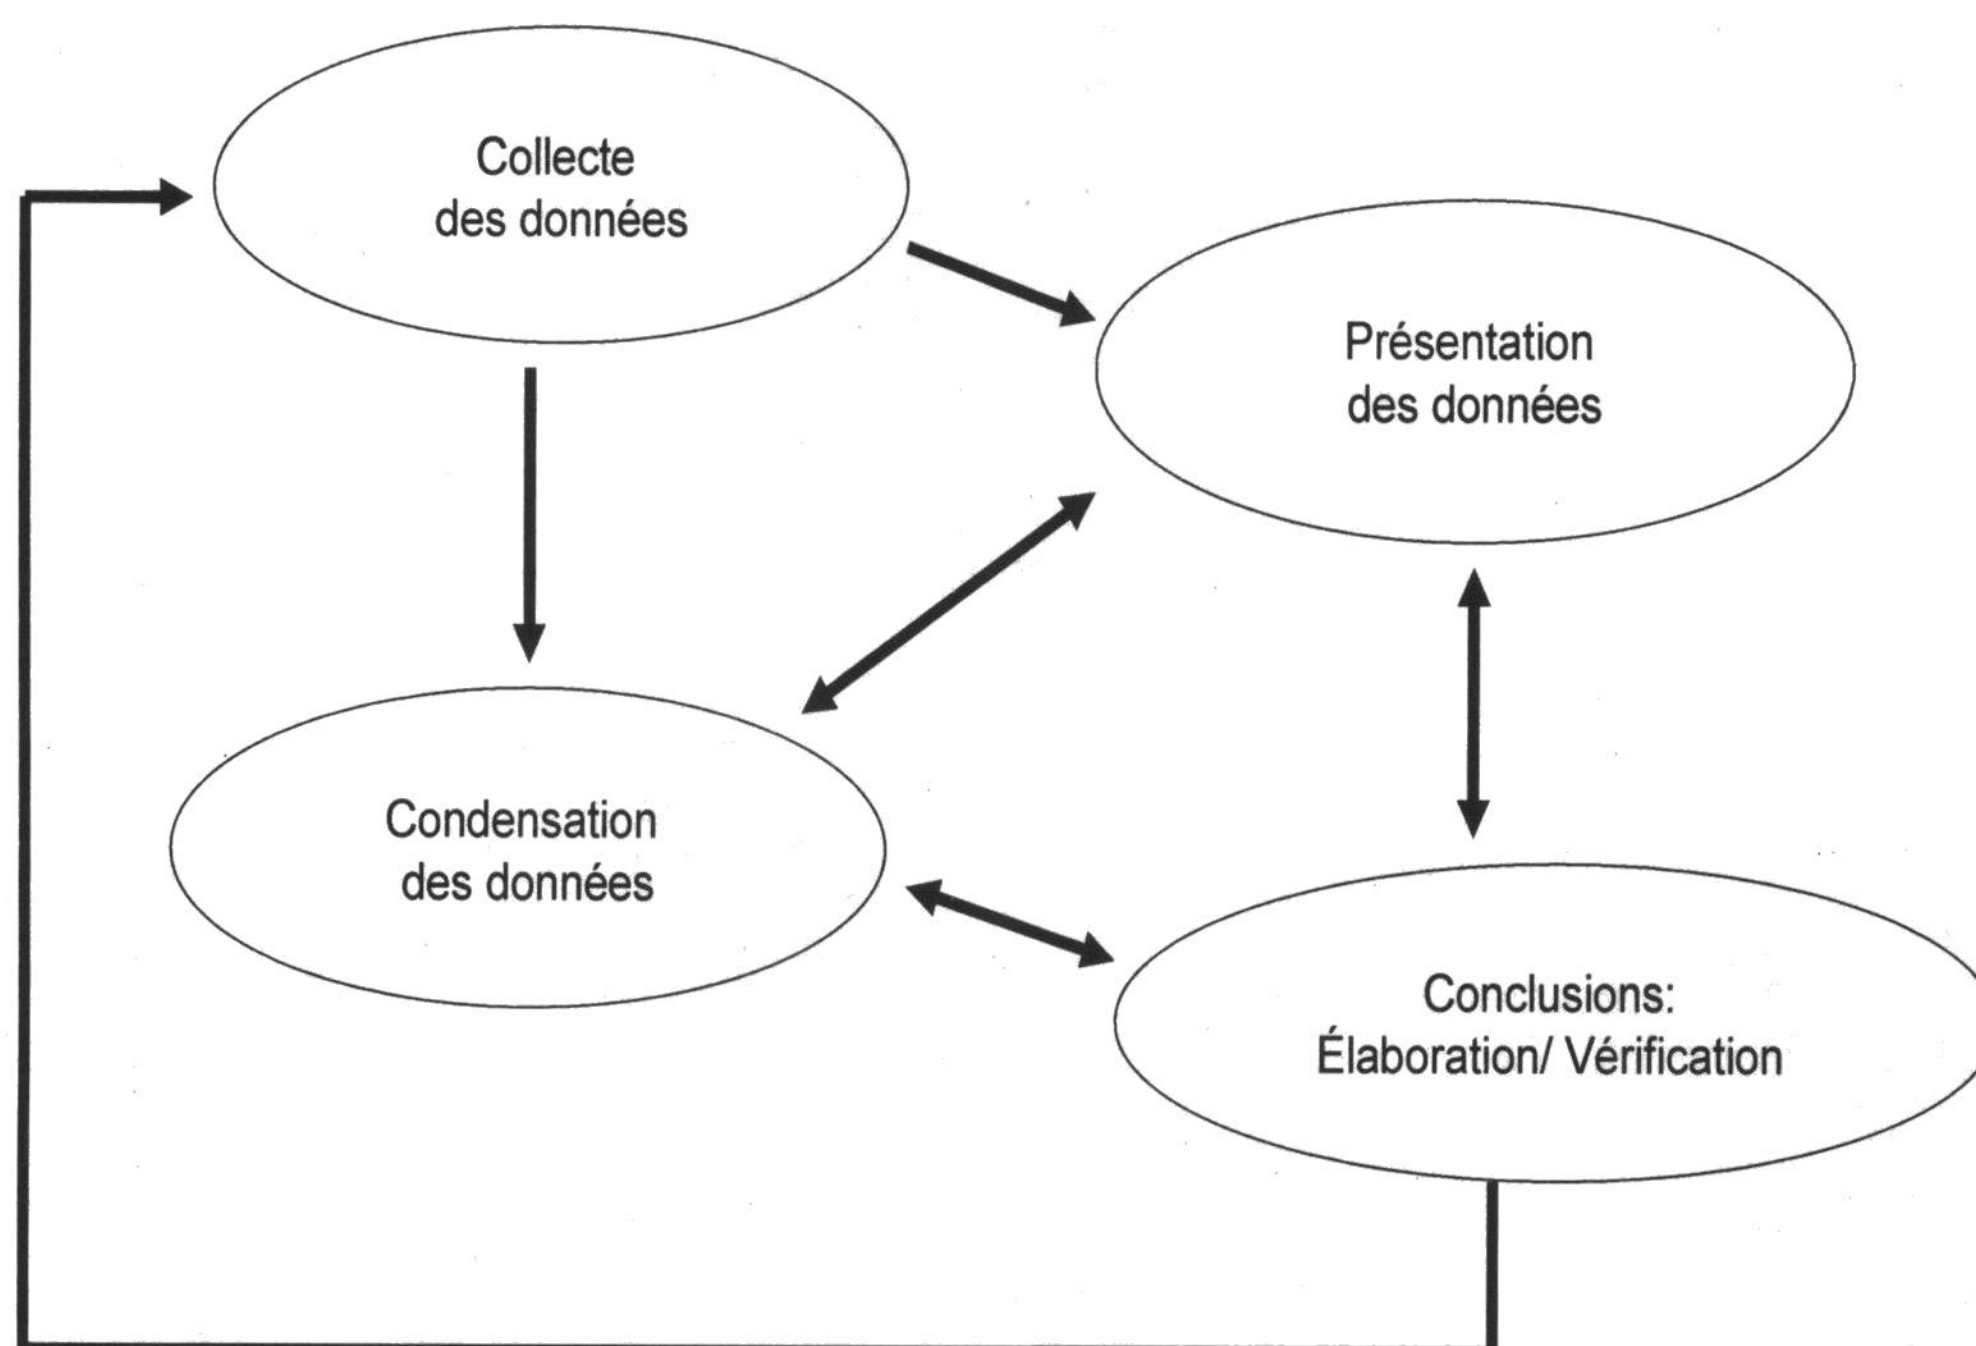 Collecte
des données
Présentation
des données
Condensation
des données
Conclusions:
Élaboration/ Vérification